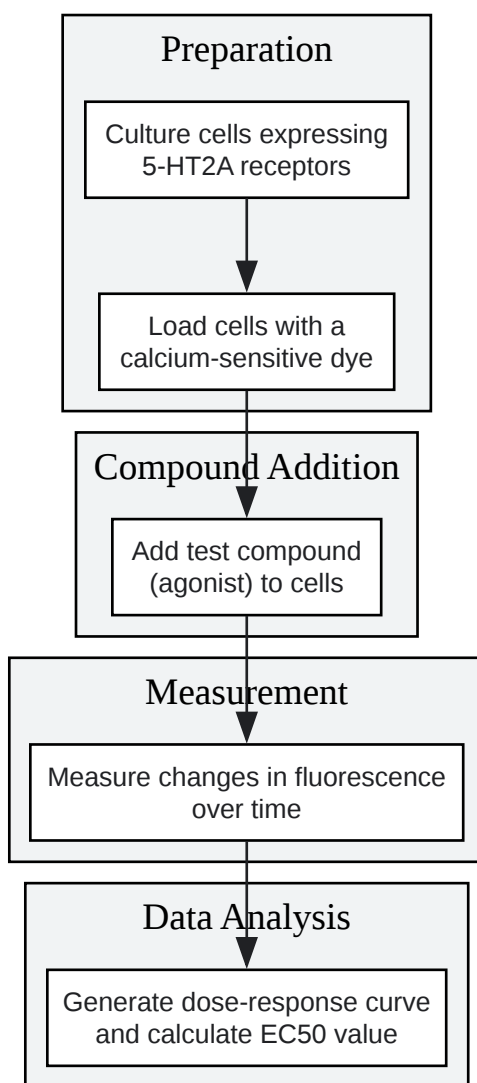 Preparation
Culture cells expressing
5-HT2A receptors
Load cells with a
calcium-sensitive dye
Compound Addition
Add test compound
(agonist) to cells
Measurement
Measure changes in fluorescence
over time
Data Analysis
Generate dose-response curve
and calculate EC50 value